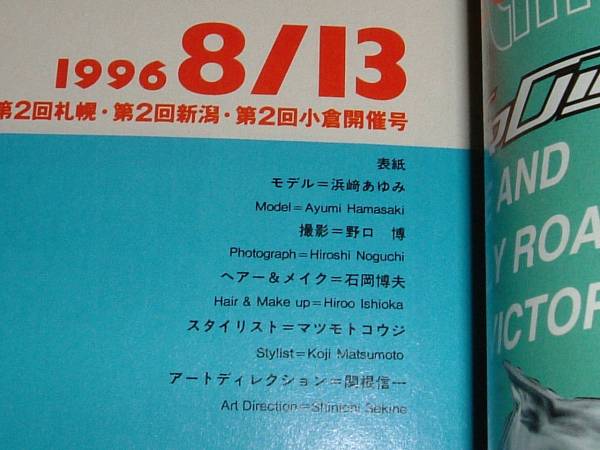 1996 8/13
第2回札幌・第2回新潟・第2回小倉開催号
表紙
モデル＝浜﨑あゆみ
Model＝Ayumi Hamasaki
撮影＝野口　博
Photograph＝Hiroshi Noguchi
ヘアー＆メイク＝石岡博夫
Hair & Make up＝Hiroo Ishioka
スタイリスト＝マツモトコウジ
Stylist＝Koji Matsumoto
アートディレクション＝関根信一
Art Direction＝Shinichi Sekine
AND
Y ROA
VICTOR